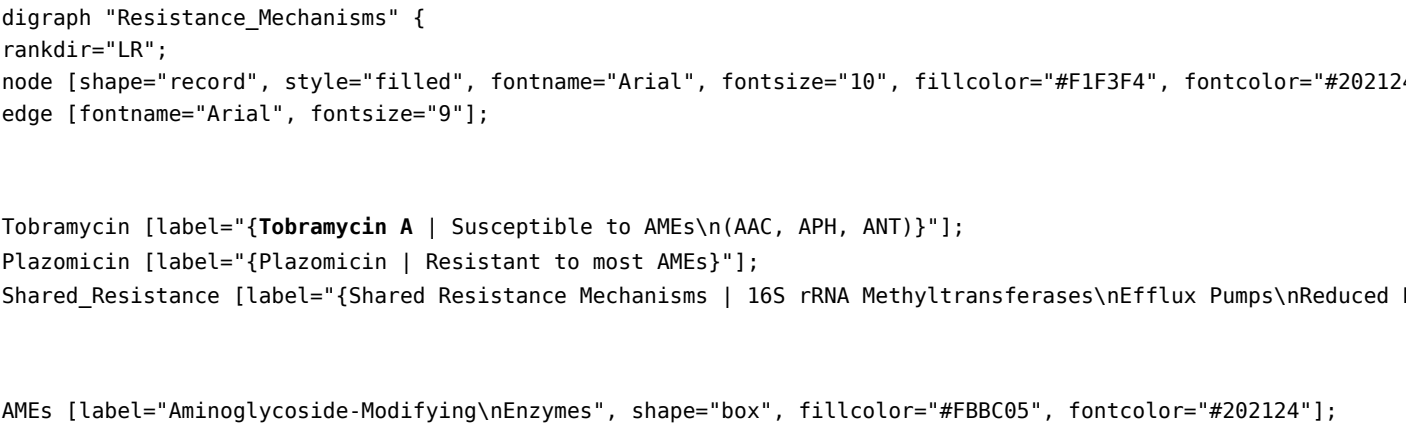 digraph "Resistance_Mechanisms" {
rankdir="LR";
node [shape="record", style="filled", fontname="Arial", fontsize="10", fillcolor="#F1F3F4", fontcolor="#202124
edge [fontname="Arial", fontsize="9"];
Tobramycin [label="{Tobramycin A | Susceptible to AMEs\n(AAC, APH, ANT)}"];
Plazomicin [label="{Plazomicin | Resistant to most AMEs}"];
Shared_Resistance [label="{Shared Resistance Mechanisms | 16S rRNA Methyltransferases\nEfflux Pumps\nReduced
AMEs [label="Aminoglycoside-Modifying\nEnzymes", shape="box", fillcolor="#FBBC05", fontcolor="#202124"];